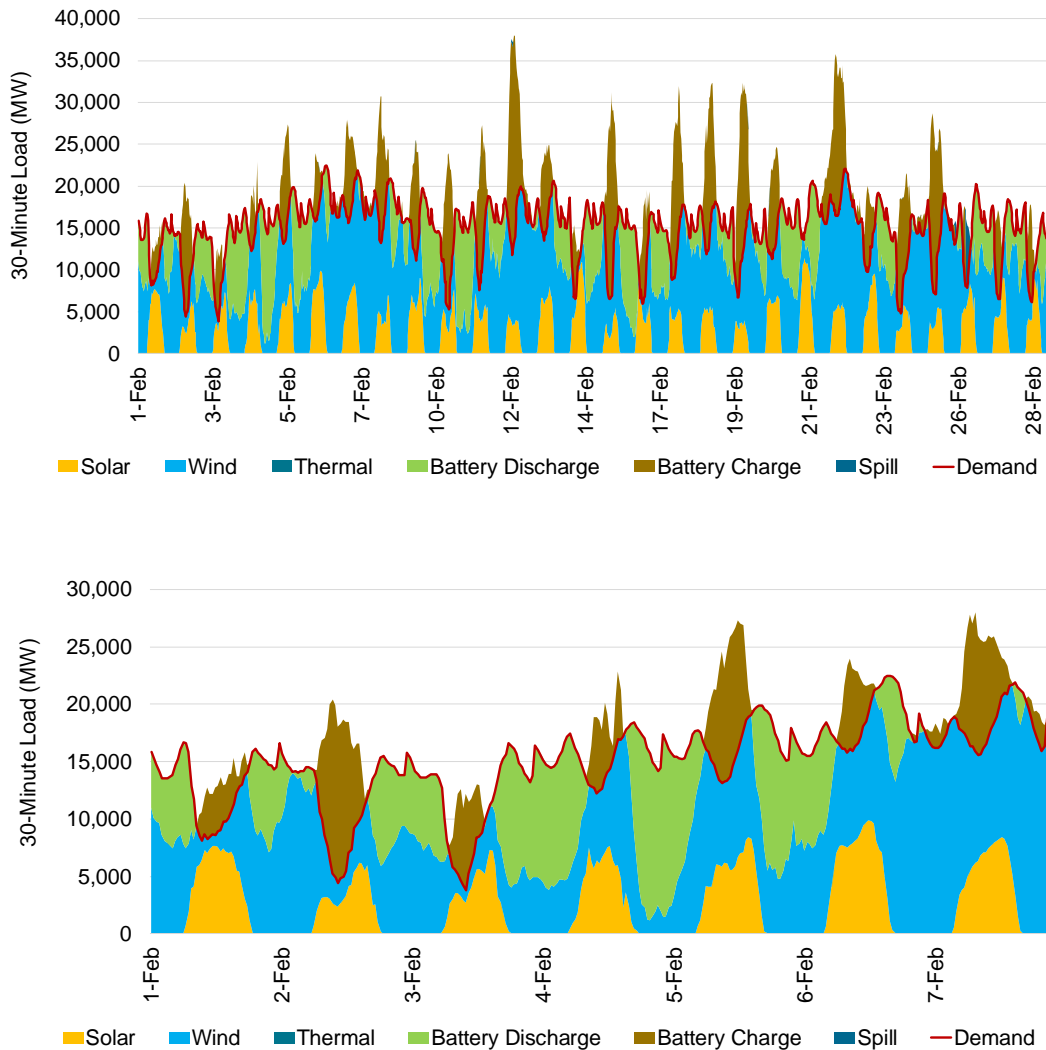 40,000
35,000
30,000
25,000
20,000
15,000
10,000
5,000
0
30-Minute Load (MW)
1-Feb
3-Feb
5-Feb
7-Feb
10-Feb
12-Feb
14-Feb
17-Feb
19-Feb
21-Feb
23-Feb
26-Feb
28-Feb
Solar Wind Thermal Battery Discharge Battery Charge Spill Demand
30,000
25,000
20,000
15,000
10,000
5,000
0
30-Minute Load (MW)
1-Feb
2-Feb
3-Feb
4-Feb
5-Feb
6-Feb
7-Feb
Solar Wind Thermal Battery Discharge Battery Charge Spill Demand